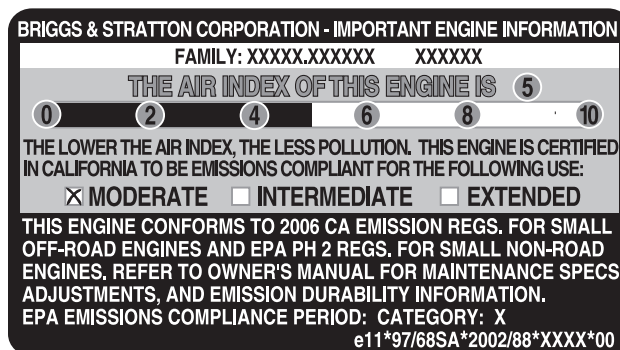 BRIGGS & STRATTON CORPORATION - IMPORTANT ENGINE INFORMATION
FAMILY: XXXXX.XXXXXX XXXXXX
THE AIR INDEX OF THIS ENGINE IS 5
0 2 4 6 8 10
THE LOWER THE AIR INDEX, THE LESS POLLUTION. THIS ENGINE IS CERTIFIED
IN CALIFORNIA TO BE EMISSIONS COMPLIANT FOR THE FOLLOWING USE:
☒ MODERATE ☐ INTERMEDIATE ☐ EXTENDED
THIS ENGINE CONFORMS TO 2006 CA EMISSION REGS. FOR SMALL
OFF-ROAD ENGINES AND EPA PH 2 REGS. FOR SMALL NON-ROAD
ENGINES. REFER TO OWNER'S MANUAL FOR MAINTENANCE SPECS
ADJUSTMENTS, AND EMISSION DURABILITY INFORMATION.
EPA EMISSIONS COMPLIANCE PERIOD: CATEGORY: X
e11*97/68SA*2002/88*XXXX*00